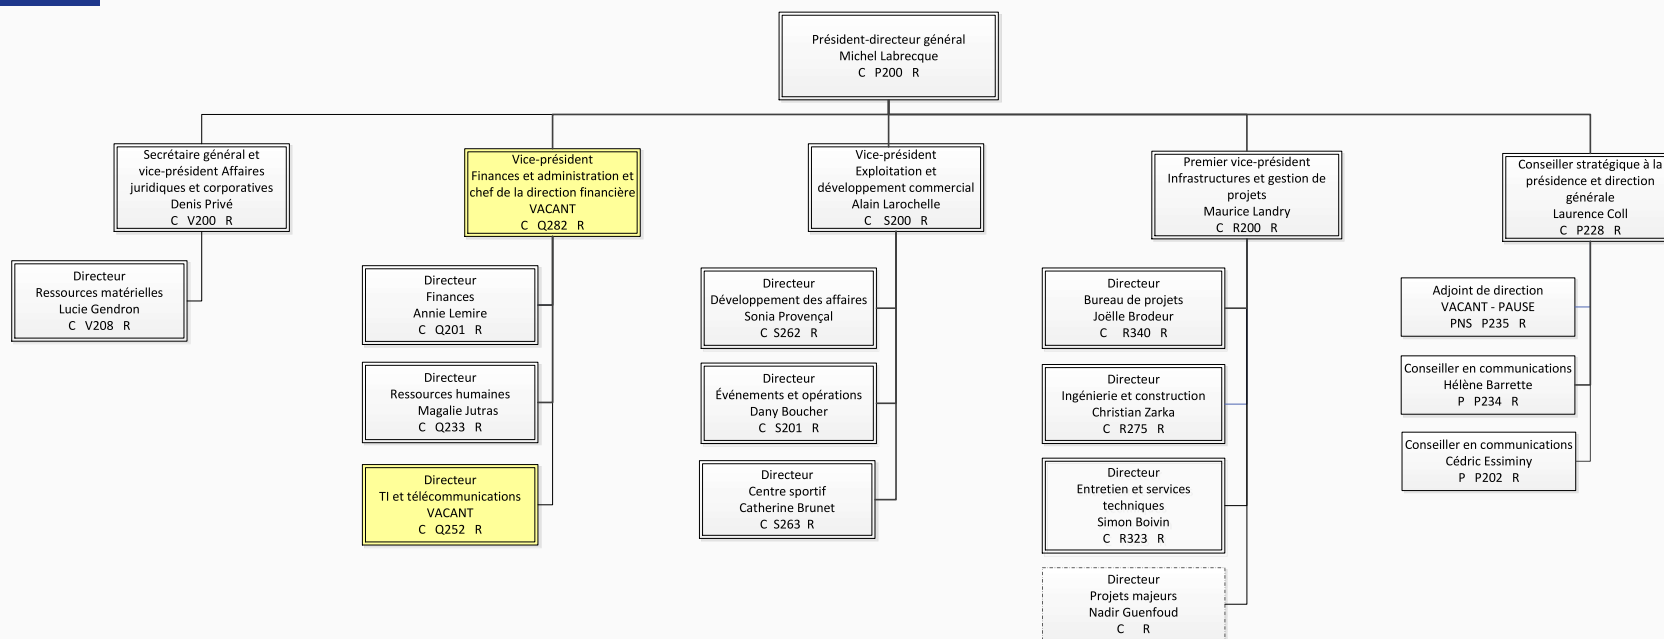 Président-directeur général
Michel Labrecque
C P200 R
Secrétaire général et
vice-président Affaires
juridiques et corporatives
Denis Privé
C V200 R
Directeur
Ressources matérielles
Lucie Gendron
C V208 R
Vice-président
Finances et administration et
chef de la direction financière
VACANT
C Q282 R
Directeur
Finances
Annie Lemire
C Q201 R
Directeur
Ressources humaines
Magalie Jutras
C Q233 R
Directeur
TI et télécommunications
VACANT
C Q252 R
Vice-président
Exploitation et
développement commercial
Alain Larochelle
C S200 R
Directeur
Développement des affaires
Sonia Provençal
C S262 R
Directeur
Événements et opérations
Dany Boucher
C S201 R
Directeur
Centre sportif
Catherine Brunet
C S263 R
Premier vice-président
Infrastructures et gestion de
projets
Maurice Landry
C R200 R
Directeur
Bureau de projets
Joëlle Brodeur
C R340 R
Directeur
Ingénierie et construction
Christian Zarka
C R275 R
Directeur
Entretien et services
techniques
Simon Boivin
C R323 R
Directeur
Projets majeurs
Nadir Guenfoud
C R
Conseiller stratégique à la
présidence et direction
générale
Laurence Coll
C P228 R
Adjoint de direction
VACANT - PAUSE
PNS P235 R
Conseiller en communications
Hélène Barrette
P P234 R
Conseiller en communications
Cédric Essiminy
P P202 R